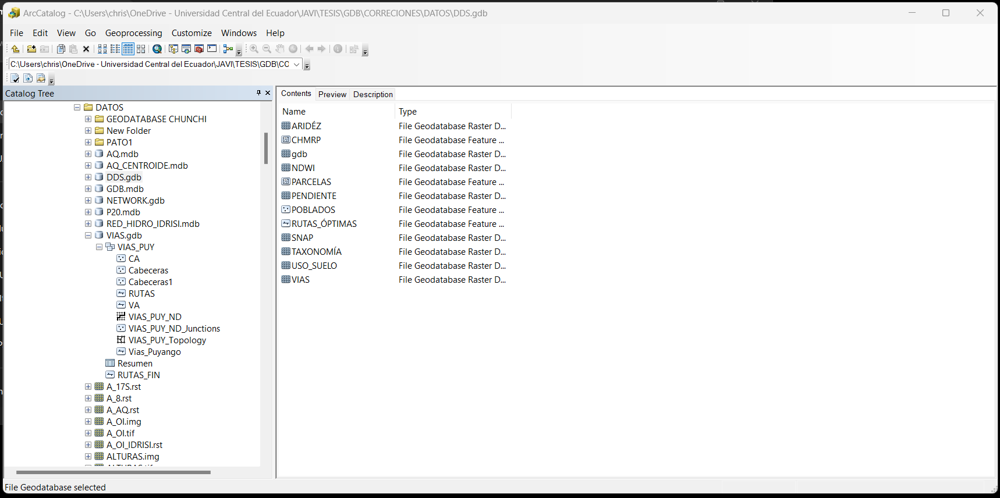 ArcCatalog - C:\Users\chris\OneDrive - Universidad Central del Ecuador\JAVI\TESIS\GDB\CORRECIONES\DATOS\DDS.gdb
File Edit View Go Geoprocessing Customize Windows Help
C:\Users\chris\OneDrive - Universidad Central del Ecuador\JAVI\TESIS\GDB\CO
Catalog Tree
DATOS
GEODATABASE CHUNCHI
New Folder
PATO1
AQ.mdb
AQ_CENTROIDE.mdb
DDS.gdb
GDB.mdb
NETWORK.gdb
P20.mdb
RED_HIDRO_IDRISI.mdb
VIAS.gdb
VIAS_PUY
CA
Cabeceras
Cabeceras1
RUTAS
VA
VIAS_PUY_ND
VIAS_PUY_ND_Junctions
VIAS_PUY_Topology
Vias_Puyango
Resumen
RUTAS_FIN
A_17S.rst
A_8.rst
A_AQ.rst
A_OI.img
A_OI.tif
A_OI_IDRISI.rst
ALTURAS.img
Contents Preview Description
Name Type
ARIDÉZ File Geodatabase Raster D...
CHMRP File Geodatabase Feature ...
gdb File Geodatabase Raster D...
NDWI File Geodatabase Raster D...
PARCELAS File Geodatabase Feature ...
PENDIENTE File Geodatabase Raster D...
POBLADOS File Geodatabase Feature ...
RUTAS_ÓPTIMAS File Geodatabase Feature ...
SNAP File Geodatabase Raster D...
TAXONOMÍA File Geodatabase Raster D...
USO_SUELO File Geodatabase Raster D...
VIAS File Geodatabase Raster D...
File Geodatabase selected